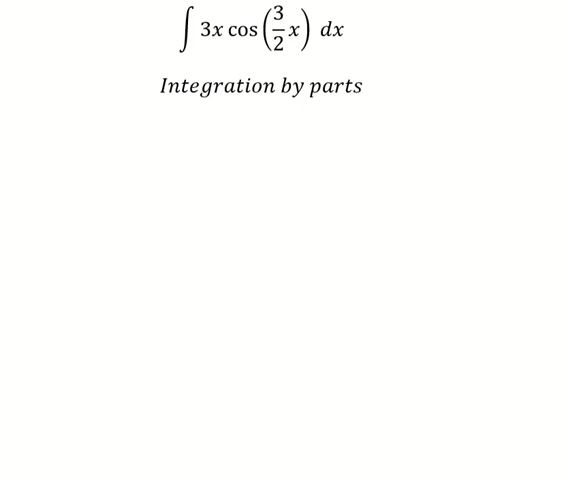 ∫ 3x cos(3/2 x) dx
Integration by parts